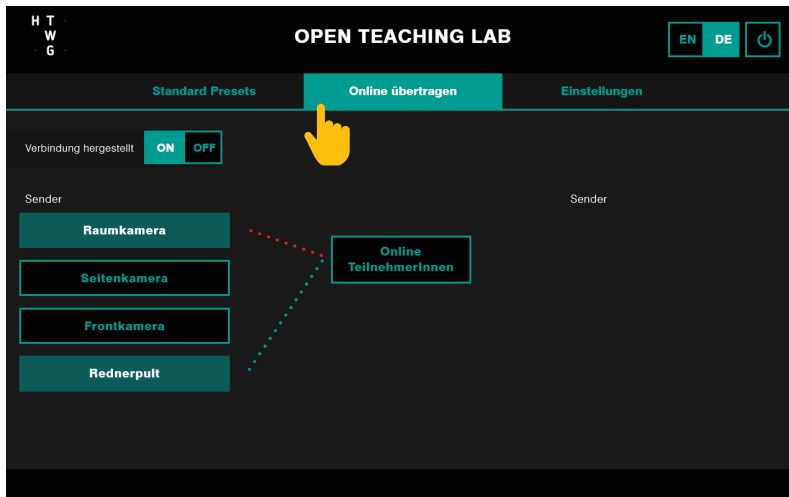 H T
W
G
OPEN TEACHING LAB
EN DE
Standard Presets Online übertragen Einstellungen
Verbindung hergestellt ON OFF
Sender Sender
Raumkamera
Online
TeilnehmerInnen
Seitenkamera
Frontkamera
Rednerpult